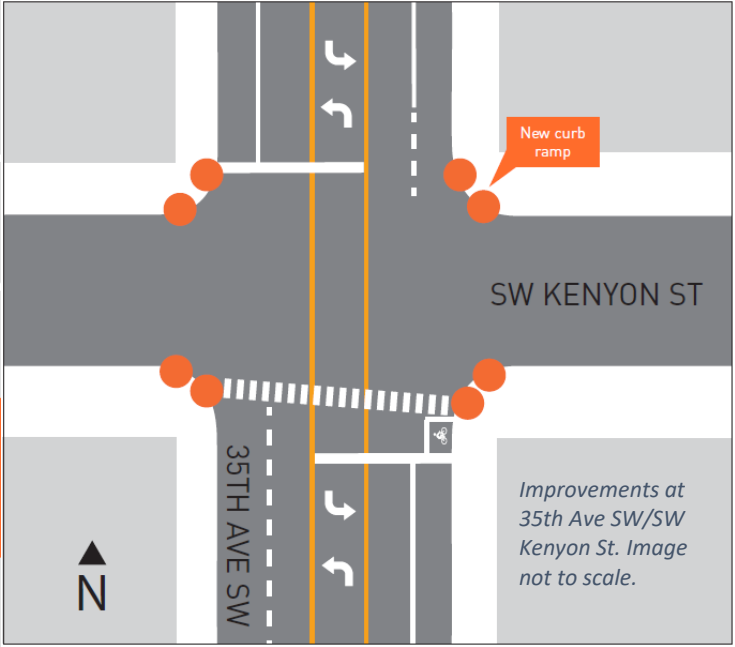 New curb
ramp
SW KENYON ST
35TH AVE SW
Improvements at
35th Ave SW/SW
Kenyon St. Image
not to scale.
N